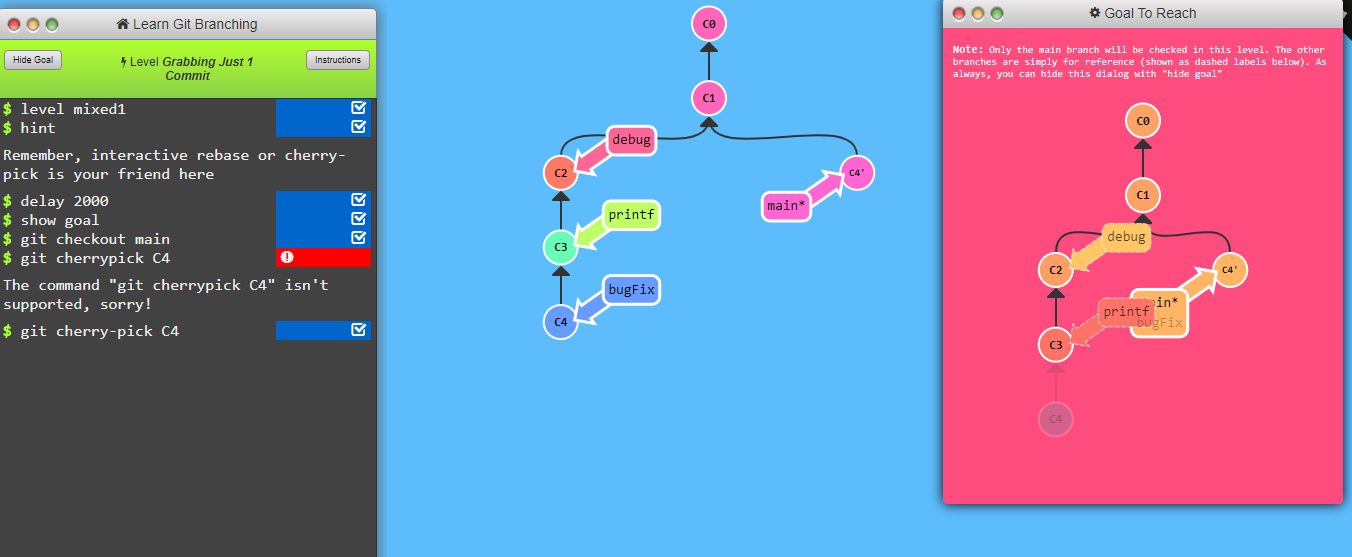 Learn Git Branching
Hide Goal
Level Grabbing Just 1
Commit
Instructions
$ level mixed1
$ hint
Remember, interactive rebase or cherry-
pick is your friend here
$ delay 2000
$ show goal
$ git checkout main
$ git cherrypick C4
The command "git cherrypick C4" isn't
supported, sorry!
$ git cherry-pick C4
C0
C1
debug
C2
C4'
main*
printf
C3
bugFix
C4
Goal To Reach
Note: Only the main branch will be checked in this level. The other
branches are simply for reference (shown as dashed labels below). As
always, you can hide this dialog with "hide goal"
C0
C1
debug
C2
C4'
in*
printf
bugFix
C3
C4